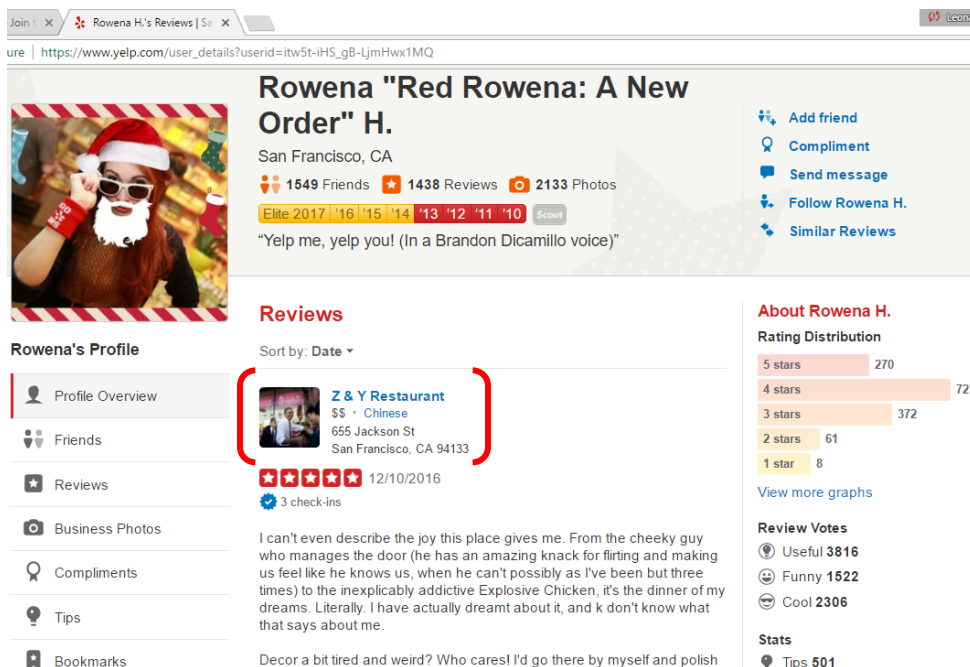 Join t
Rowena H.'s Reviews | Sa
Leona
ure | https://www.yelp.com/user_details?userid=itw5t-iHS_gB-LjmHwx1MQ
Rowena "Red Rowena: A New
Order" H.
San Francisco, CA
1549 Friends 1438 Reviews 2133 Photos
Elite 2017 '16 '15 '14 '13 '12 '11 '10 Scout
“Yelp me, yelp you! (In a Brandon Dicamillo voice)”
Add friend
Compliment
Send message
Follow Rowena H.
Similar Reviews
Rowena's Profile
Profile Overview
Friends
Reviews
Business Photos
Compliments
Tips
Bookmarks
Reviews
Sort by: Date
Z & Y Restaurant
$$ · Chinese
655 Jackson St
San Francisco, CA 94133
12/10/2016
3 check-ins
I can't even describe the joy this place gives me. From the cheeky guy
who manages the door (he has an amazing knack for flirting and making
us feel like he knows us, when he can't possibly as I've been but three
times) to the inexplicably addictive Explosive Chicken, it's the dinner of my
dreams. Literally. I have actually dreamt about it, and k don't know what
that says about me.
Decor a bit tired and weird? Who cares! I'd go there by myself and polish
About Rowena H.
Rating Distribution
5 stars 270
4 stars 727
3 stars 372
2 stars 61
1 star 8
View more graphs
Review Votes
Useful 3816
Funny 1522
Cool 2306
Stats
Tips 501